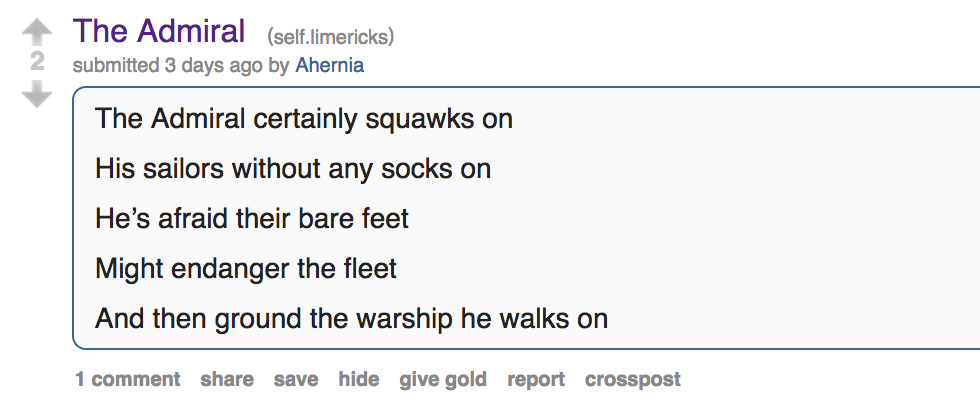 The Admiral (self.limericks)
2
submitted 3 days ago by Ahernia
The Admiral certainly squawks on
His sailors without any socks on
He’s afraid their bare feet
Might endanger the fleet
And then ground the warship he walks on
1 comment share save hide give gold report crosspost